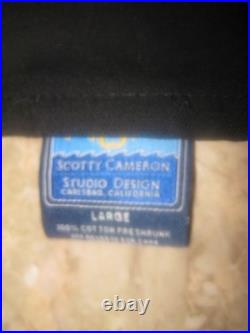 SCOTTY CAMERON
STUDIO DESIGN
CARLSBAD, CALIFORNIA
LARGE
100% COTTON PRESHRUNK